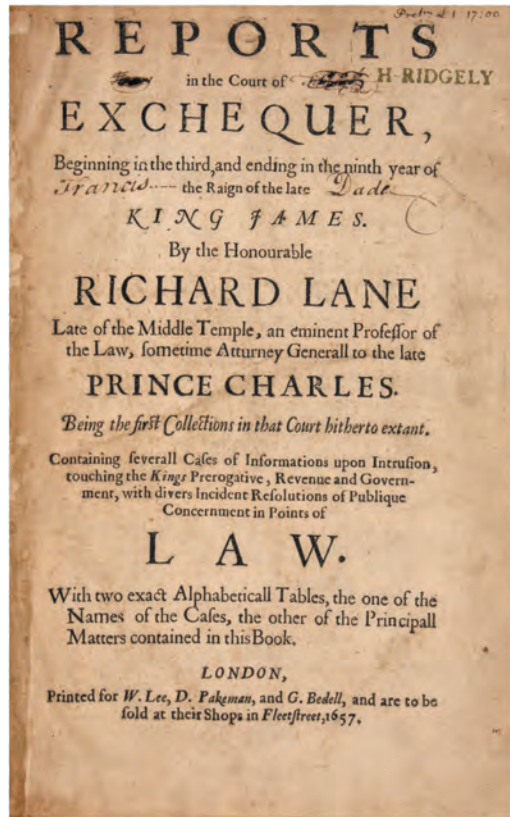 REPORTS
in the Court of
H·RIDGELY
EXCHEQUER,
Beginning in the third, and ending in the ninth year of
Francis the Raign of the late Dade
KING JAMES.
By the Honourable
RICHARD LANE
Late of the Middle Temple, an eminent Profeſſor of
the Law, ſometime Atturney Generall to the late
PRINCE CHARLES.
Being the firſt Collections in that Court hitherto extant.
Containing ſeverall Caſes of Informations upon Intruſion,
touching the Kings Prerogative, Revenue and Govern-
ment, with divers Incident Reſolutions of Publique
Concernment in Points of
LAW.
With two exact Alphabeticall Tables, the one of the
Names of the Caſes, the other of the Principall
Matters contained in this Book.
LONDON,
Printed for W. Lee, D. Pakeman, and G. Bedell, and are to be
ſold at their Shops in Fleetſtreet, 1657.